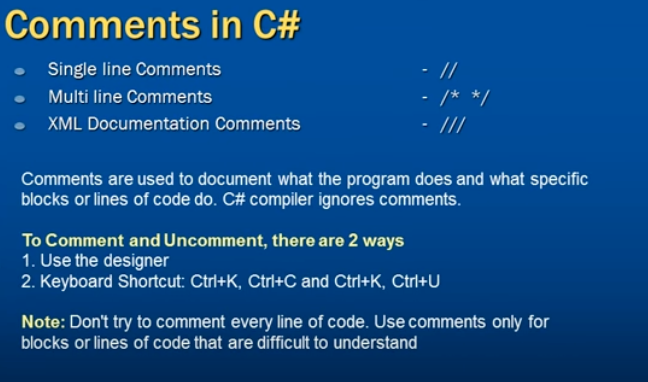 Comments in C#
Single line Comments - //
Multi line Comments - /* */
XML Documentation Comments - ///
Comments are used to document what the program does and what specific
blocks or lines of code do. C# compiler ignores comments.
To Comment and Uncomment, there are 2 ways
1. Use the designer
2. Keyboard Shortcut: Ctrl+K, Ctrl+C and Ctrl+K, Ctrl+U
Note: Don't try to comment every line of code. Use comments only for
blocks or lines of code that are difficult to understand